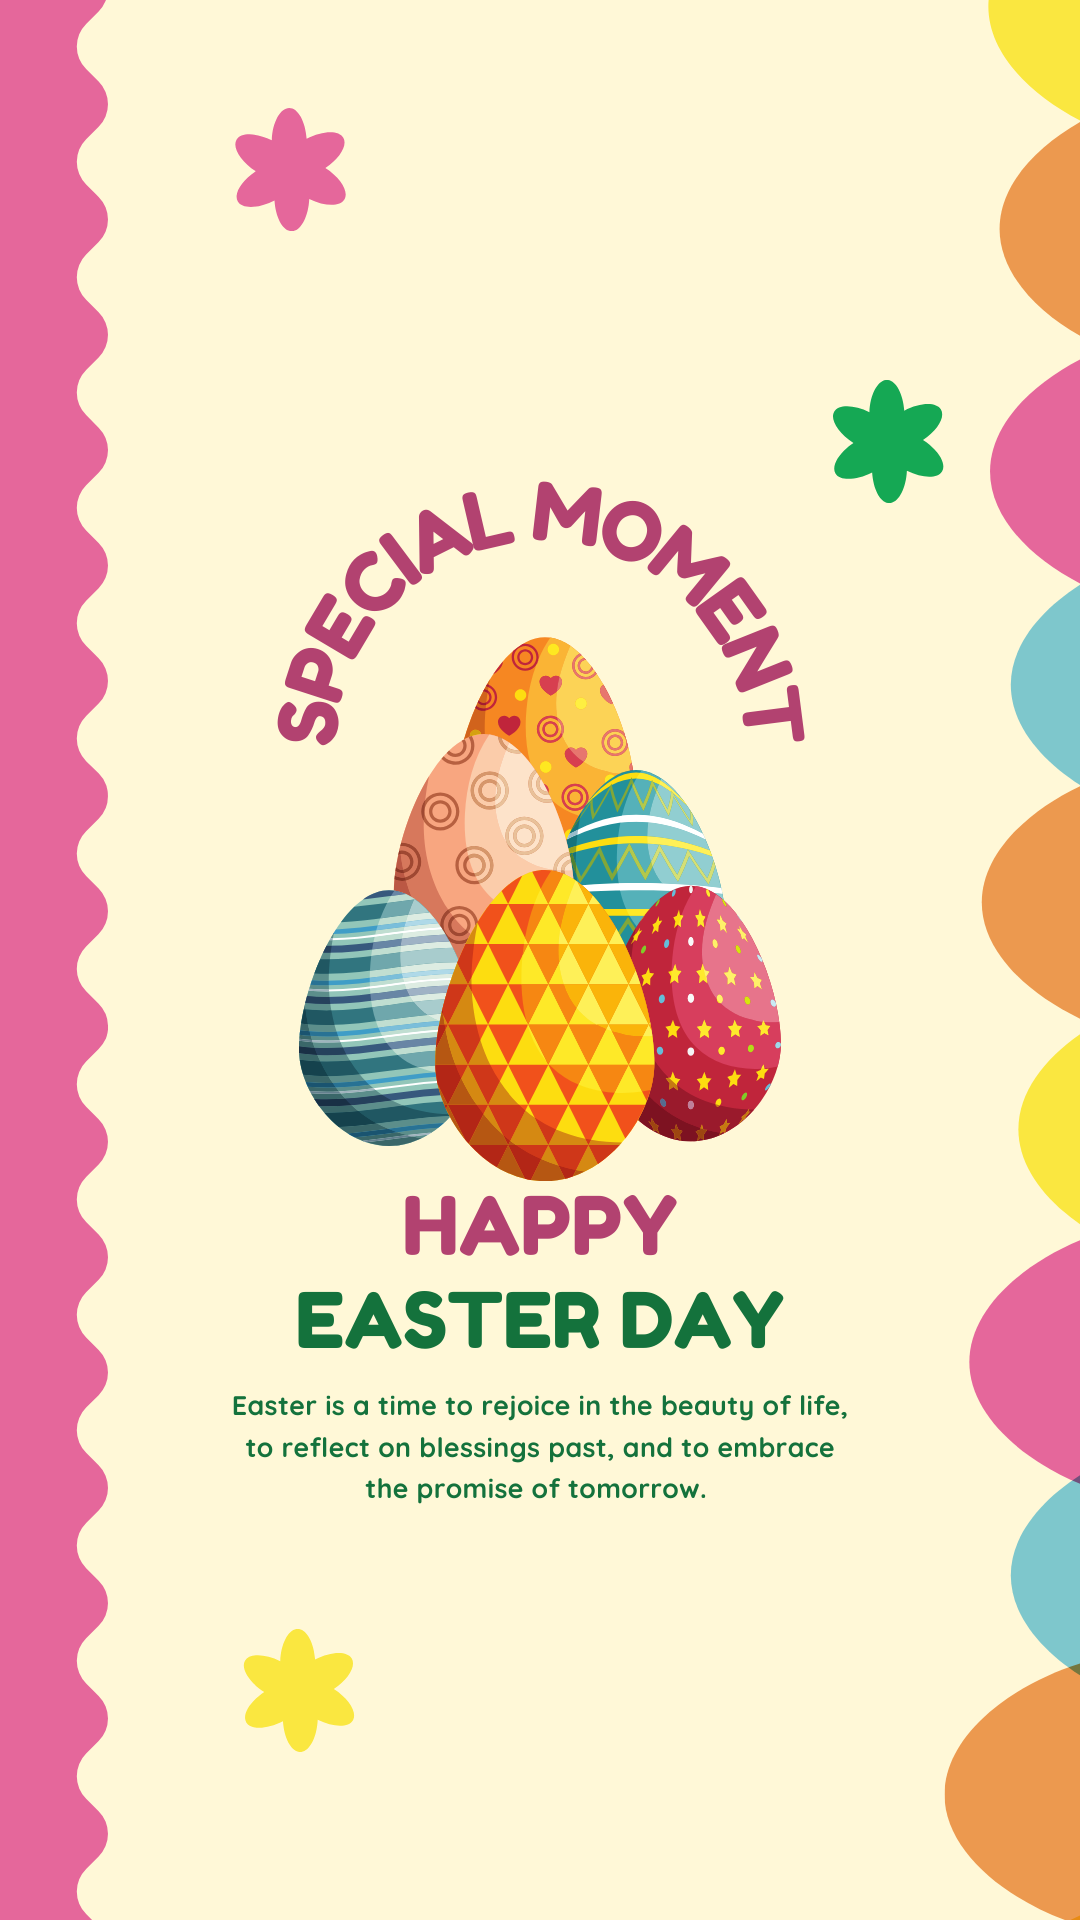 SPECIAL MOMENT
HAPPY
EASTER DAY
Easter is a time to rejoice in the beauty of life,
to reflect on blessings past, and to embrace
the promise of tomorrow.